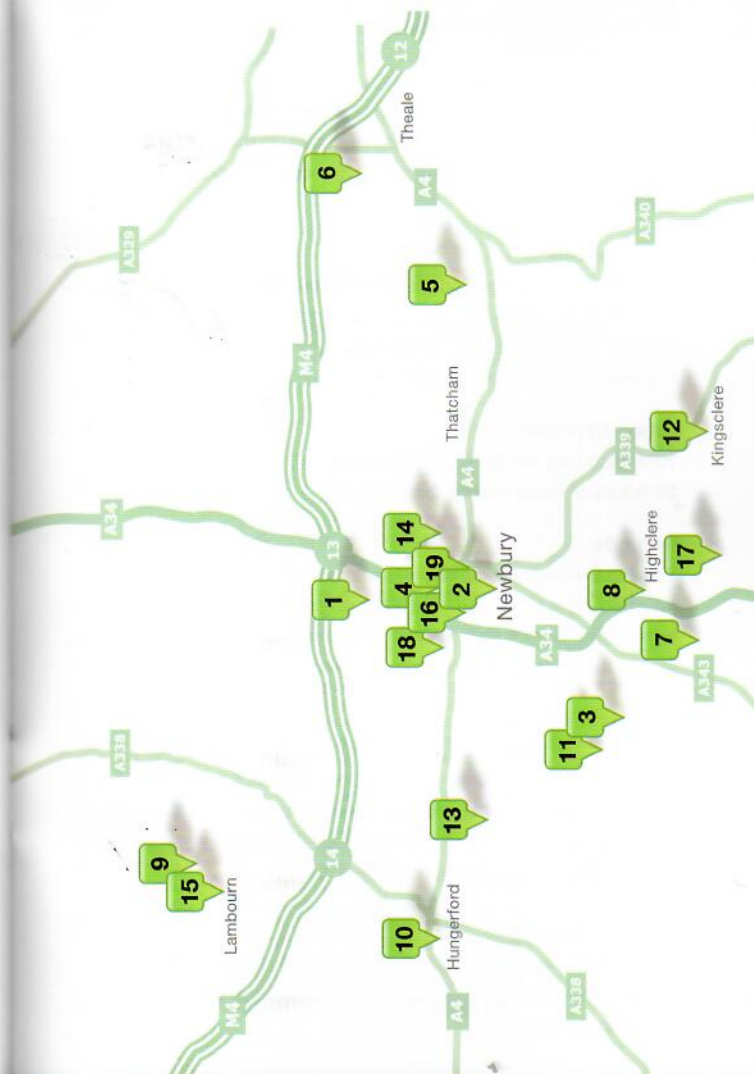 A338
A34
A329
9
15
Lambourn
M4
M4
14
1
13
6
12
10
18
4
14
Theale
16
19
5
A4
13
2
Hungerford
Thatcham
A4
A4
Newbury
A34
11
A338
3
8
A339
A340
Highclere
7
12
17
A343
Kingsclere